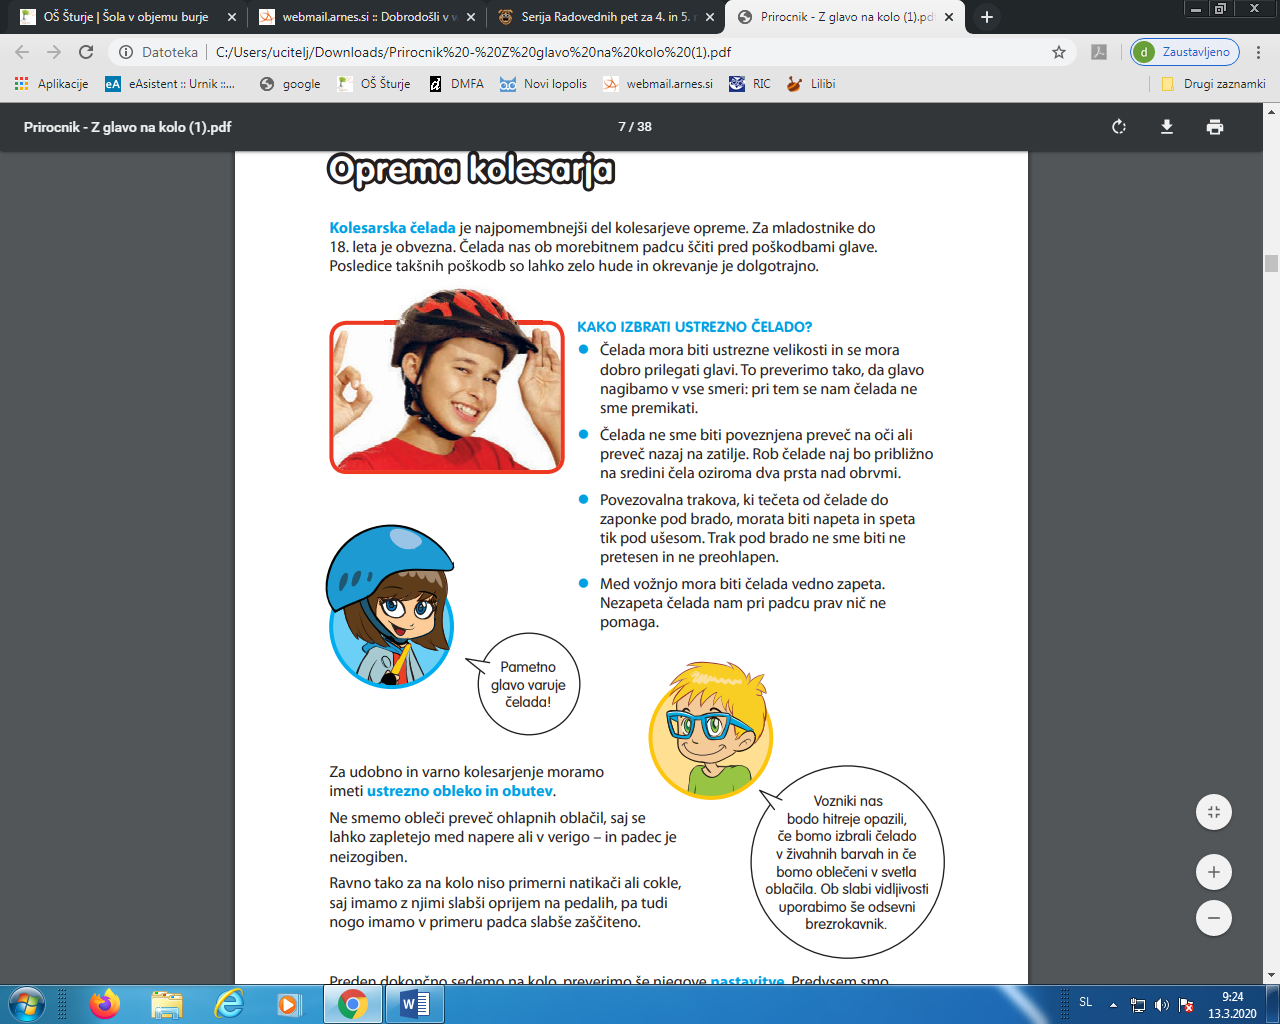 OŠ Šturje | Šola v objemu burje
webmail.arnes.si :: Dobrodošli v
Serija Radovednih pet za 4. in 5.
Prirocnik - Z glavo na kolo (1).pdf
Datoteka
C:/Users/ucitelj/Downloads/Prirocnik%20-%20Z%20glavo%20na%20kolo%20(1).pdf
d Zaustavljeno
Aplikacije
eA eAsistent :: Urnik ::...
google
OŠ Šturje
d DMFA
Novi lopolis
webmail.arnes.si
RIC
Lilibi
Drugi zaznamki
Prirocnik - Z glavo na kolo (1).pdf
7 / 38
Oprema kolesarja
Kolesarska čelada je najpomembnejši del kolesarjeve opreme. Za mladostnike do
18. leta je obvezna. Čelada nas ob morebitnem padcu ščiti pred poškodbami glave.
Posledice takšnih poškodb so lahko zelo hude in okrevanje je dolgotrajno.
KAKO IZBRATI USTREZNO ČELADO?
Čelada mora biti ustrezne velikosti in se mora
dobro prilegati glavi. To preverimo tako, da glavo
nagibamo v vse smeri: pri tem se nam čelada ne
sme premikati.
Čelada ne sme biti poveznjena preveč na oči ali
preveč nazaj na zatilje. Rob čelade naj bo približno
na sredini čela oziroma dva prsta nad obrvmi.
Povezovalna trakova, ki tečeta od čelade do
zaponke pod brado, morata biti napeta in speta
tik pod ušesom. Trak pod brado ne sme biti ne
pretesen in ne preohlapen.
Med vožnjo mora biti čelada vedno zapeta.
Nezapeta čelada nam pri padcu prav nič ne
pomaga.
Pametno
glavo varuje
čelada!
Za udobno in varno kolesarjenje moramo
imeti ustrezno obleko in obutev.
Ne smemo obleči preveč ohlapnih oblačil, saj se
lahko zapletejo med napere ali v verigo – in padec je
neizogiben.
Ravno tako za na kolo niso primerni natikači ali cokle,
saj imamo z njimi slabši oprijem na pedalih, pa tudi
nogo imamo v primeru padca slabše zaščiteno.
Vozniki nas
bodo hitreje opazili,
če bomo izbrali čelado
v živahnih barvah in če
bomo oblečeni v svetla
oblačila. Ob slabi vidljivosti
uporabimo še odsevni
brezrokavnik.
Preden dokončno sedemo na kolo, preverimo še njegove nastavitve. Predvsem smo
SL
9:24
13.3.2020